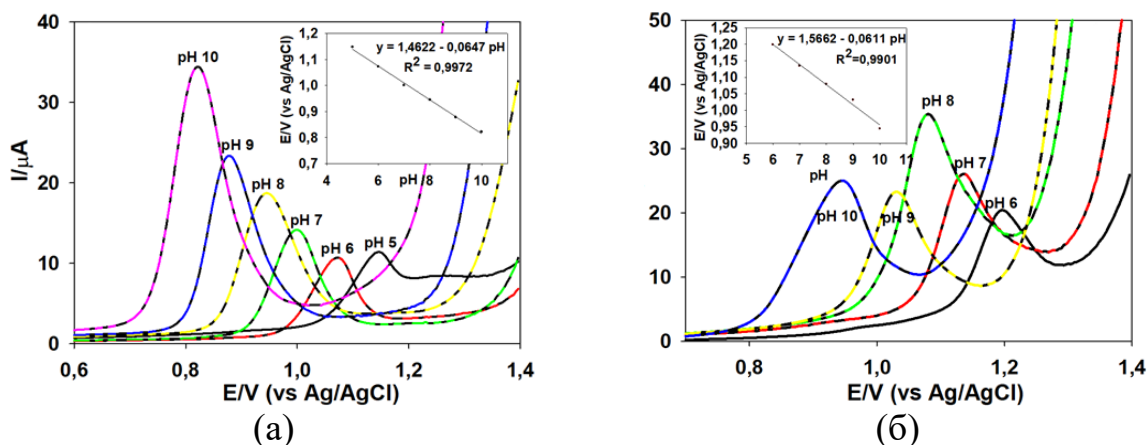 40
30
20
10
0
I/µA
0,6
0,8
1,0
1,2
1,4
E/V (vs Ag/AgCl)
pH 10
pH 9
pH 8
pH 7
pH 6
pH 5
1,2
1,1
1,0
0,9
0,8
0,7
E/V (vs Ag/AgCl)
y = 1,4622 - 0,0647 pH
R2 = 0,9972
6
pH 8
10
(а)
50
40
30
20
10
0
0,8
1,0
1,2
1,4
E/V (vs Ag/AgCl)
pH
pH 10
pH 9
pH 8
pH 7
pH 6
1,25
1,20
1,15
1,10
1,05
1,00
0,95
0,90
E/V (vs Ag/AgCl)
y = 1,5662 - 0,0611 pH
R2 =0,9901
5 6 7 8 9 10 11
(б)